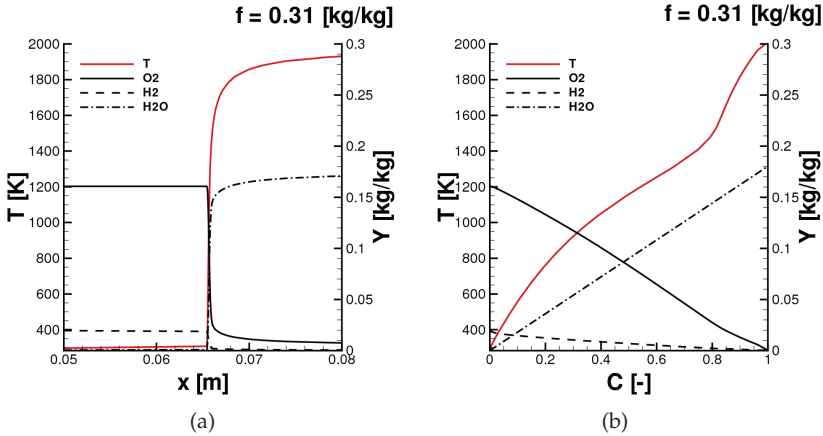 f = 0.31 [kg/kg]
2000
1800
1600
1400
1200
1000
800
600
400
T [K]
T
O2
H2
H2O
0.3
0.25
0.2
0.15
0.1
0.05
0
Y [kg/kg]
0.05
0.06
0.07
0.08
x [m]
(a)
f = 0.31 [kg/kg]
2000
1800
1600
1400
1200
1000
800
600
400
T [K]
T
O2
H2
H2O
0.3
0.25
0.2
0.15
0.1
0.05
0
Y [kg/kg]
0
0.2
0.4
0.6
0.8
1
C [-]
(b)